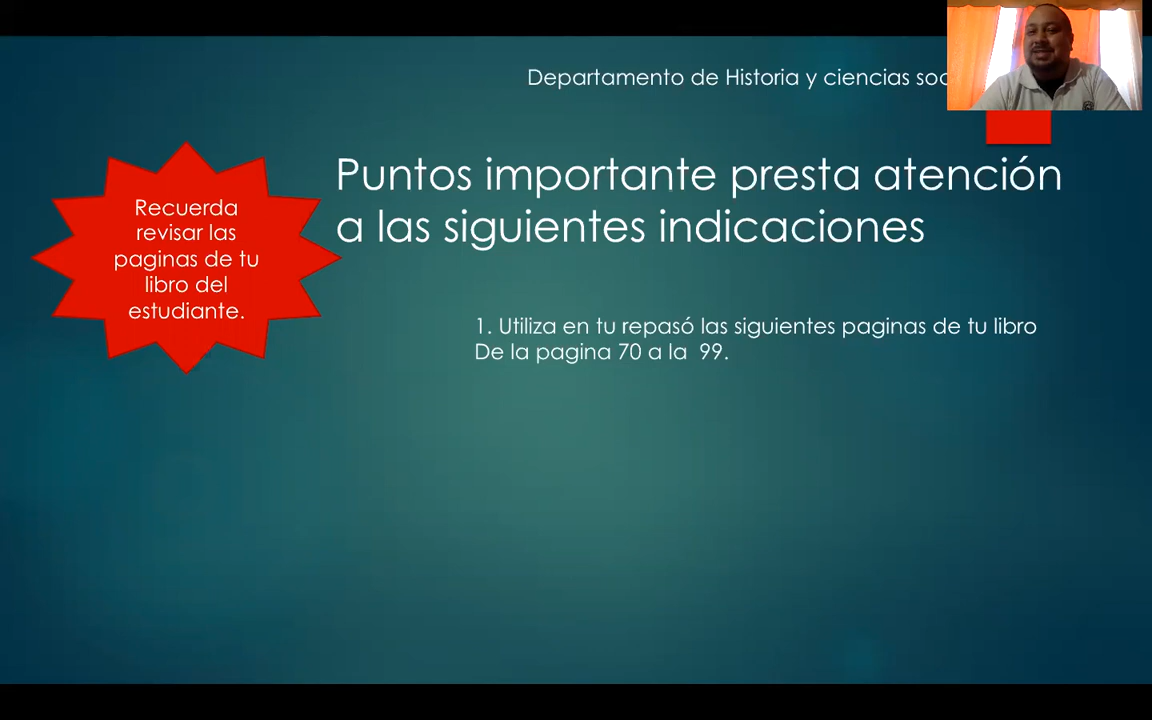 Departamento de Historia y ciencias
Puntos importante presta atención
a las siguientes indicaciones
Recuerda
revisar las
paginas de tu
libro del
estudiante.
1. Utiliza en tu repasó las siguientes paginas de tu libro
De la pagina 70 a la 99.